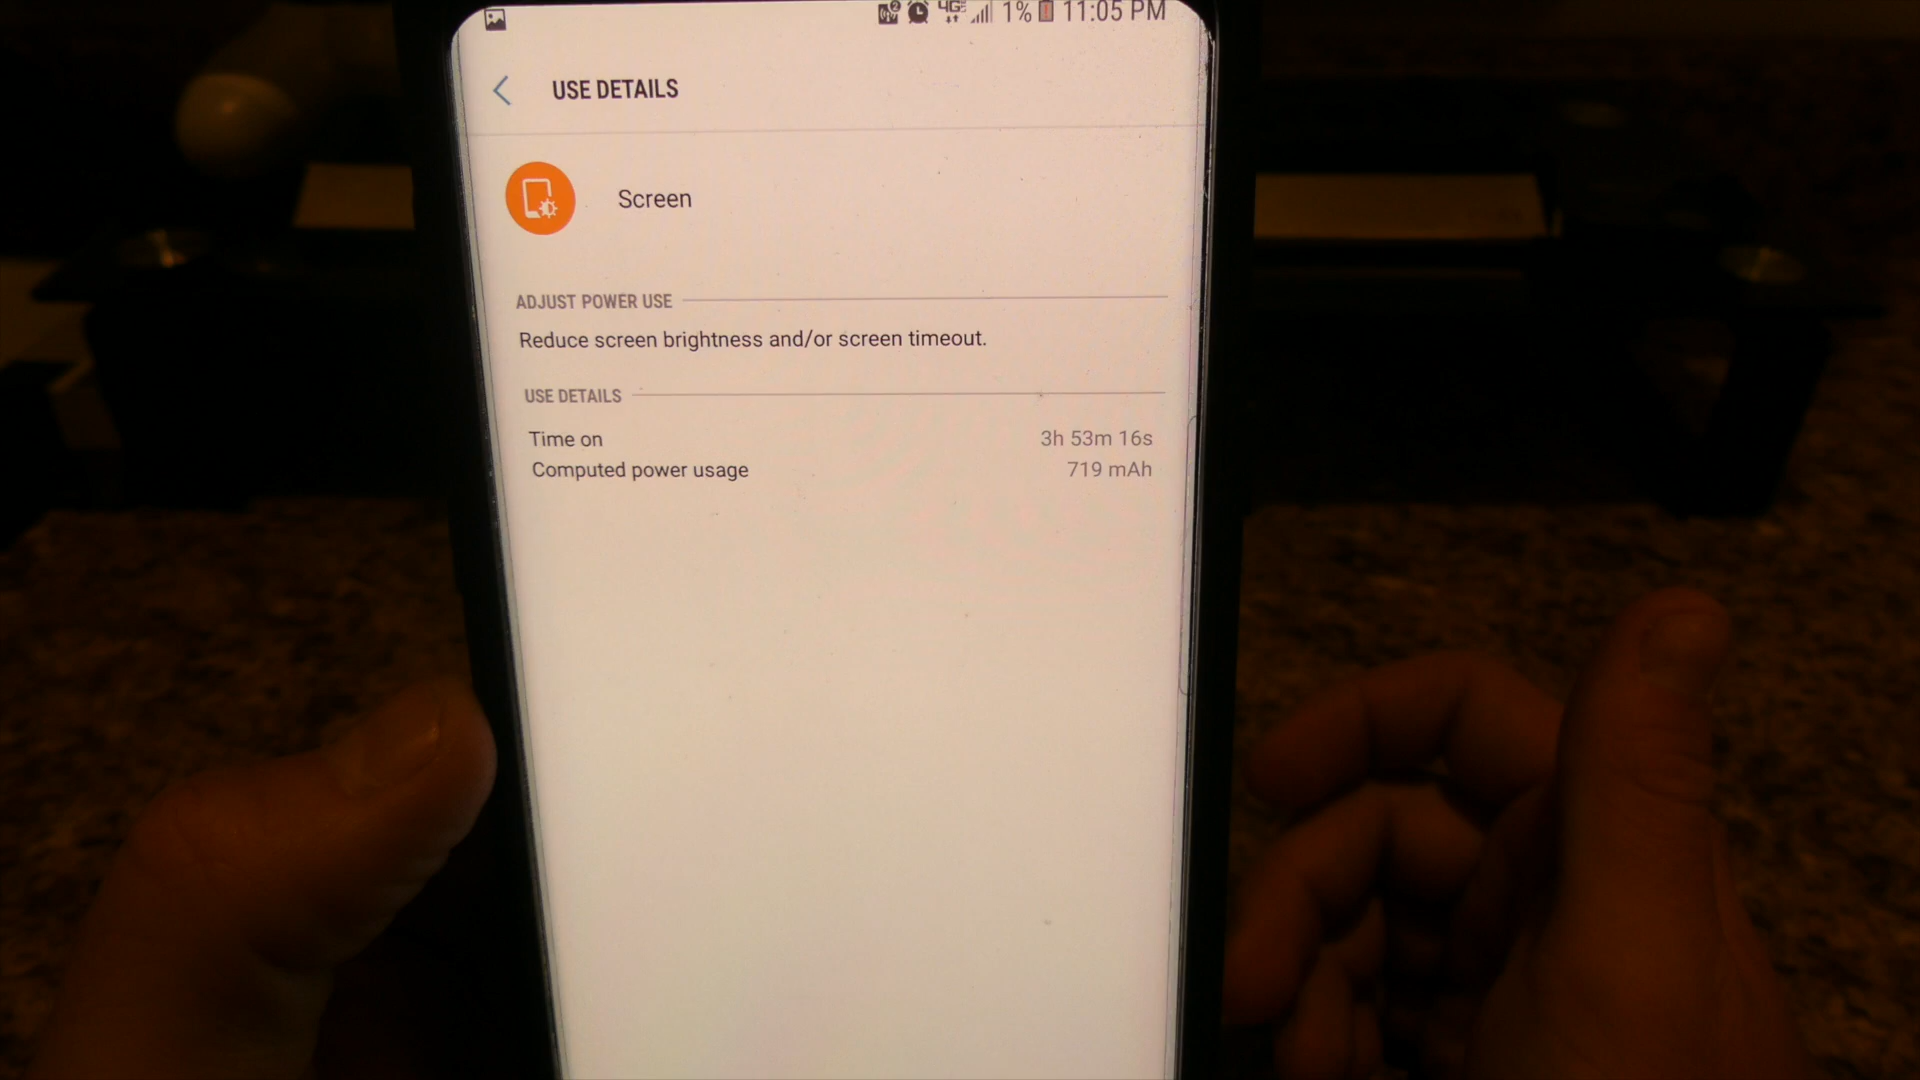 4GE 1% 11:05 PM
USE DETAILS
Screen
ADJUST POWER USE
Reduce screen brightness and/or screen timeout.
USE DETAILS
Time on 3h 53m 16s
Computed power usage 719 mAh